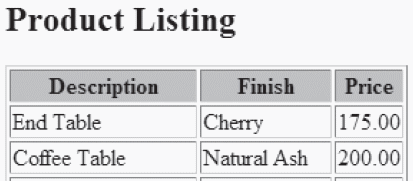 Product Listing
Description Finish Price
End Table Cherry 175.00
Coffee Table Natural Ash 200.00